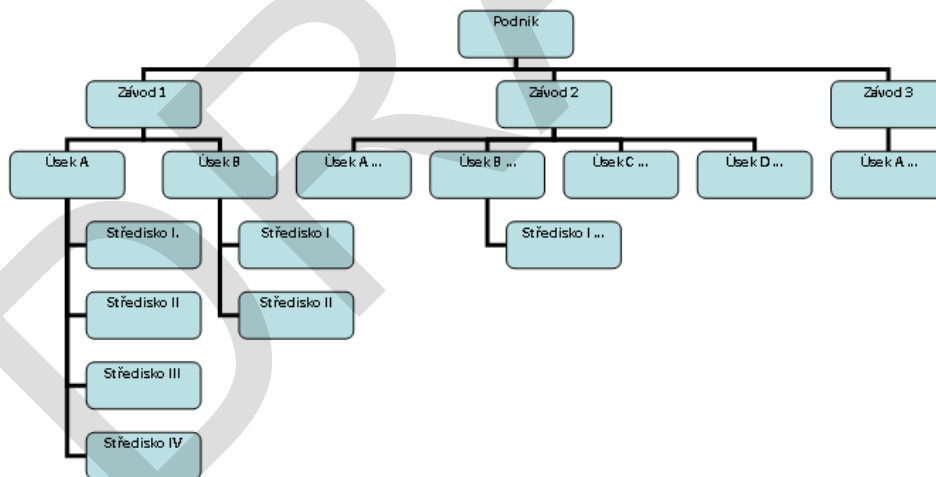 Podnik
Závod 1
Závod 2
Závod 3
Úsek A
Úsek B
Úsek A ...
Úsek B ...
Úsek C ...
Úsek D ...
Úsek A ...
Středisko I.
Středisko I
Středisko I ...
Středisko II
Středisko II
Středisko III
Středisko IV